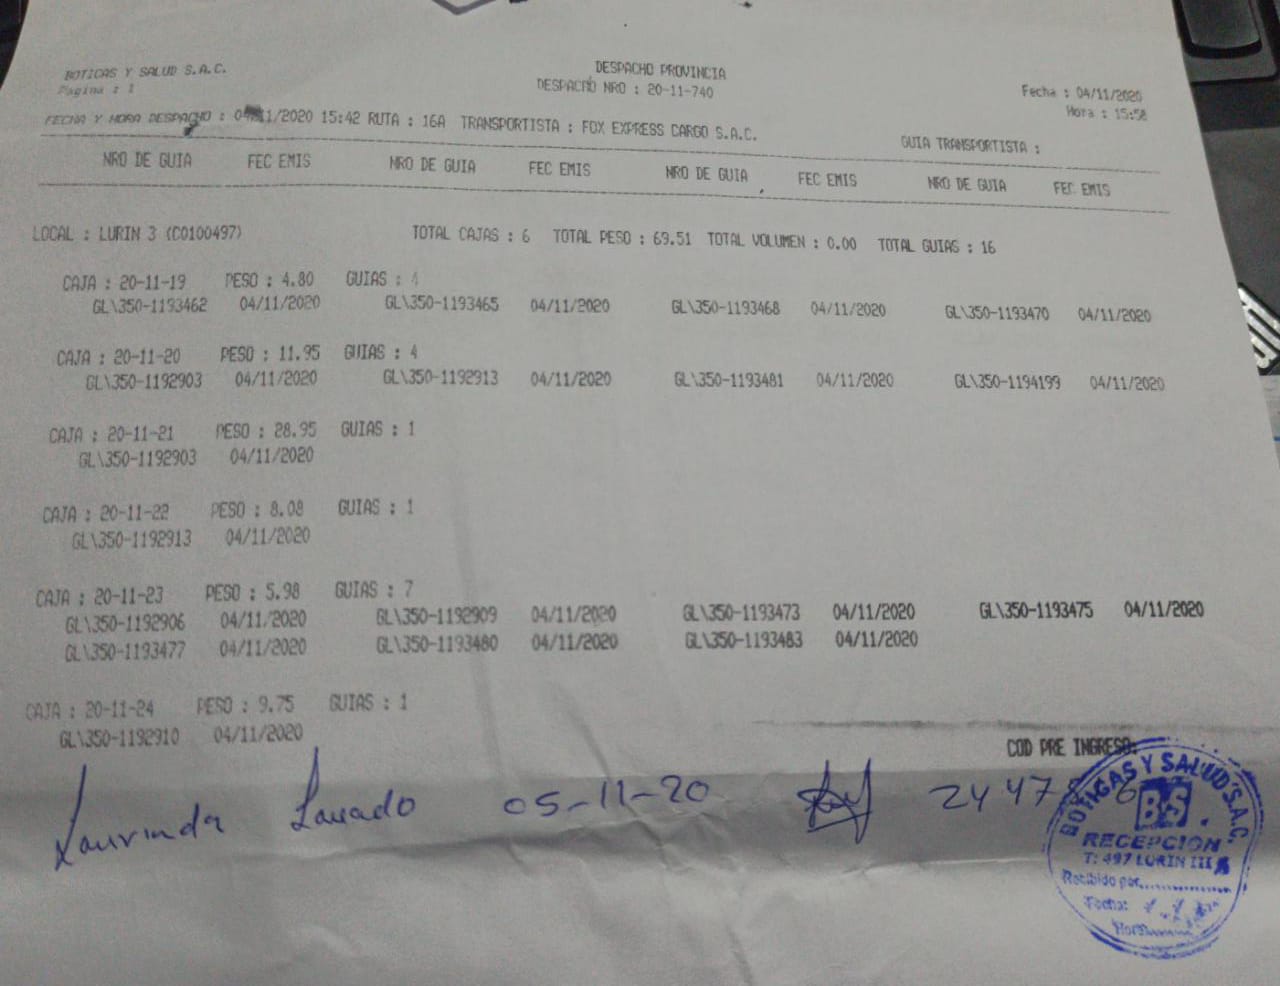 BOTICAS Y SALUD S.A.C.
Pagina : 1
DESPACHO PROVINCIA
DESPACHO NRO : 20-11-740
Fecha : 04/11/2020
Hora : 15:58
FECHA Y HORA DESPACHO : 04/11/2020 15:42 RUTA : 16A TRANSPORTISTA : FOX EXPRESS CARGO S.A.C. GUIA TRANSPORTISTA :
NRO DE GUIA FEC EMIS NRO DE GUIA FEC EMIS NRO DE GUIA FEC EMIS NRO DE GUIA FEC EMIS
LOCAL : LURIN 3 (C0100497) TOTAL CAJAS : 6 TOTAL PESO : 69.51 TOTAL VOLUMEN : 0.00 TOTAL GUIAS : 16
CAJA : 20-11-19 PESO : 4.80 GUIAS : 4
GL\350-1193462 04/11/2020 GL\350-1193465 04/11/2020 GL\350-1193468 04/11/2020 GL\350-1193470 04/11/2020
CAJA : 20-11-20 PESO : 11.95 GUIAS : 4
GL\350-1192903 04/11/2020 GL\350-1192913 04/11/2020 GL\350-1193481 04/11/2020 GL\350-1194199 04/11/2020
CAJA : 20-11-21 PESO : 28.95 GUIAS : 1
GL\350-1192903 04/11/2020
CAJA : 20-11-22 PESO : 8.08 GUIAS : 1
GL\350-1192913 04/11/2020
CAJA : 20-11-23 PESO : 5.98 GUIAS : 7
GL\350-1192906 04/11/2020 GL\350-1192909 04/11/2020 GL\350-1193473 04/11/2020 GL\350-1193475 04/11/2020
GL\350-1193477 04/11/2020 GL\350-1193480 04/11/2020 GL\350-1193483 04/11/2020
CAJA : 20-11-24 PESO : 9.75 GUIAS : 1
GL\350-1192910 04/11/2020
COD PRE INGRESO:
Laurinda Lavado 05-11-20
BOTICAS Y SALUD S.A.C.
BS
RECEPCION
T: 497 LURIN III
Recibido por
Fecha:
Hora